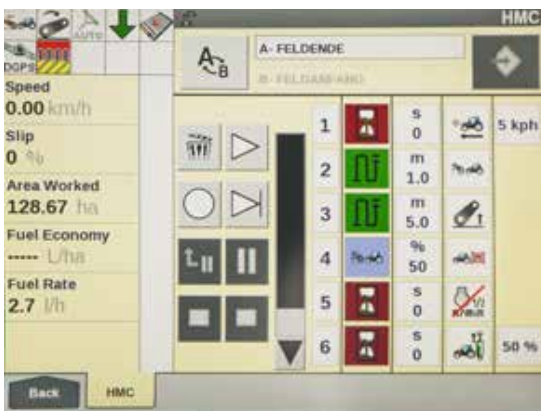 HMC
AUTO
DGPS
A
B
A- FELDENDE
B- FELDANFANG
Speed
0.00 km/h
Slip
0 %
Area Worked
128.67 ha
Fuel Economy
----- L/ha
Fuel Rate
2.7 l/h
1 s 0 5 kph
2 m 1.0
3 m 5.0
4 % 50
5 s 0
6 s 0 50 %
Back HMC